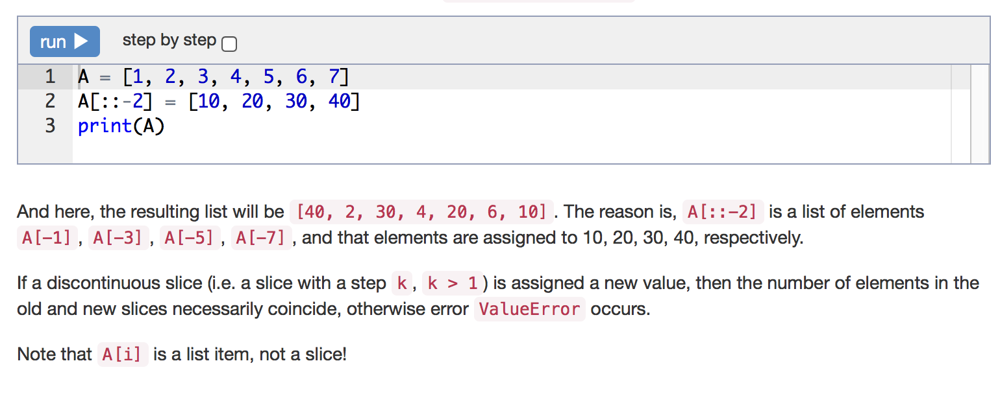 run
step by step
1 A = [1, 2, 3, 4, 5, 6, 7]
2 A[::-2] = [10, 20, 30, 40]
3 print(A)
And here, the resulting list will be [40, 2, 30, 4, 20, 6, 10]. The reason is, A[::-2] is a list of elements
A[-1], A[-3], A[-5], A[-7], and that elements are assigned to 10, 20, 30, 40, respectively.
If a discontinuous slice (i.e. a slice with a step k, k > 1) is assigned a new value, then the number of elements in the
old and new slices necessarily coincide, otherwise error ValueError occurs.
Note that A[i] is a list item, not a slice!